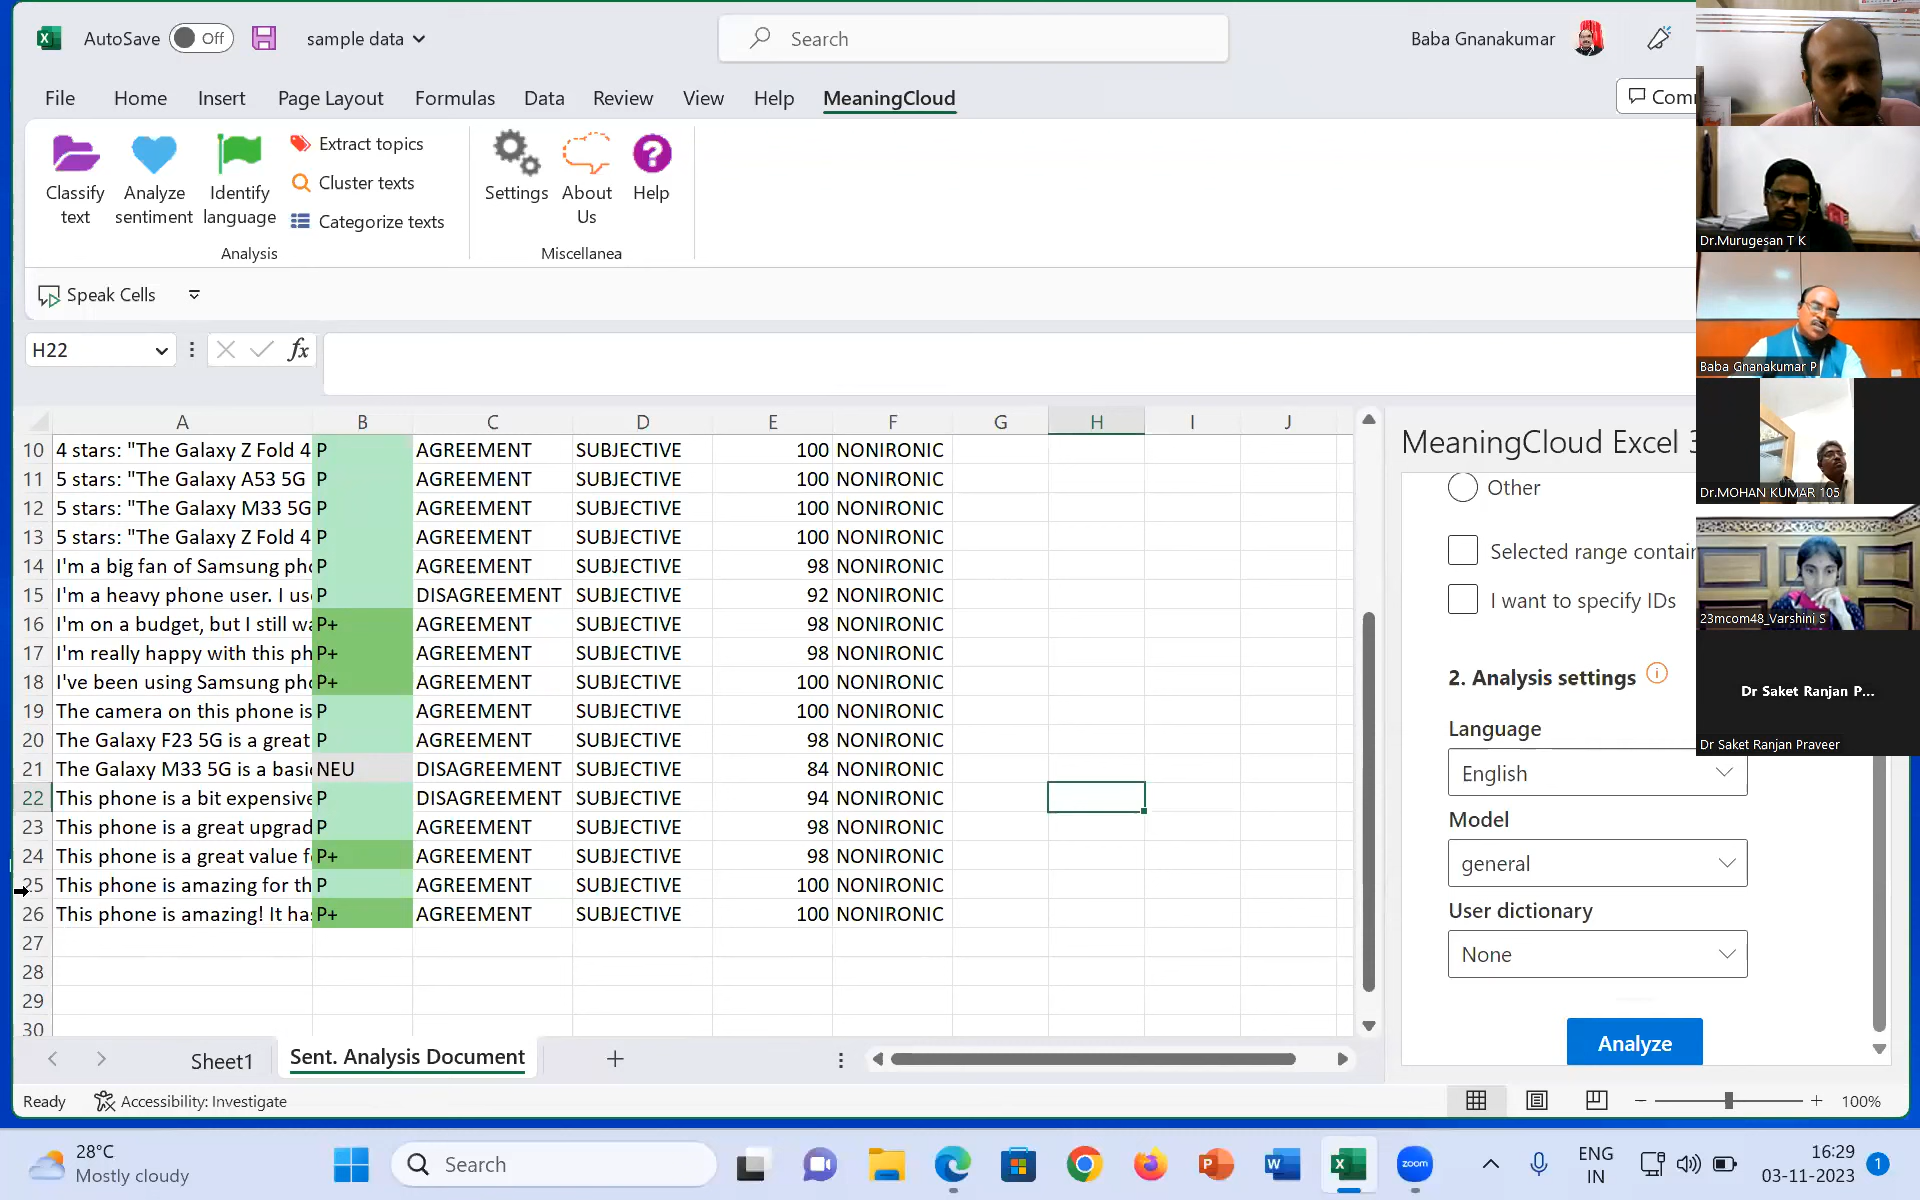 AutoSave Off sample data Search Baba Gnanakumar
File Home Insert Page Layout Formulas Data Review View Help MeaningCloud Com
Classify text
Analyze sentiment
Identify language
Extract topics
Cluster texts
Categorize texts
Settings
About Us
Help
Analysis Miscellanea
Speak Cells
H22 fx
A B C D E F G H I J
10 4 stars: "The Galaxy Z Fold 4 P AGREEMENT SUBJECTIVE 100 NONIRONIC
11 5 stars: "The Galaxy A53 5G P AGREEMENT SUBJECTIVE 100 NONIRONIC
12 5 stars: "The Galaxy M33 5G P AGREEMENT SUBJECTIVE 100 NONIRONIC
13 5 stars: "The Galaxy Z Fold 4 P AGREEMENT SUBJECTIVE 100 NONIRONIC
14 I'm a big fan of Samsung pho P AGREEMENT SUBJECTIVE 98 NONIRONIC
15 I'm a heavy phone user. I use P DISAGREEMENT SUBJECTIVE 92 NONIRONIC
16 I'm on a budget, but I still wa P+ AGREEMENT SUBJECTIVE 98 NONIRONIC
17 I'm really happy with this ph P+ AGREEMENT SUBJECTIVE 98 NONIRONIC
18 I've been using Samsung pho P+ AGREEMENT SUBJECTIVE 100 NONIRONIC
19 The camera on this phone is P AGREEMENT SUBJECTIVE 100 NONIRONIC
20 The Galaxy F23 5G is a great P AGREEMENT SUBJECTIVE 98 NONIRONIC
21 The Galaxy M33 5G is a basi NEU DISAGREEMENT SUBJECTIVE 84 NONIRONIC
22 This phone is a bit expensive P DISAGREEMENT SUBJECTIVE 94 NONIRONIC
23 This phone is a great upgrad P AGREEMENT SUBJECTIVE 98 NONIRONIC
24 This phone is a great value f P+ AGREEMENT SUBJECTIVE 98 NONIRONIC
25 This phone is amazing for th P AGREEMENT SUBJECTIVE 100 NONIRONIC
26 This phone is amazing! It has P+ AGREEMENT SUBJECTIVE 100 NONIRONIC
27
28
29
30
MeaningCloud Excel
Other
Selected range contain
I want to specify IDs
2. Analysis settings
Language
English
Model
general
User dictionary
None
Analyze
Dr.Murugesan T K
Baba Gnanakumar P
Dr.MOHAN KUMAR 105
23mcom48_Varshini S
Dr Saket Ranjan P...
Dr Saket Ranjan Praveer
Sheet1 Sent. Analysis Document
Ready Accessibility: Investigate 100%
28°C
Mostly cloudy
Search
zoom
ENG
IN
16:29
03-11-2023
1